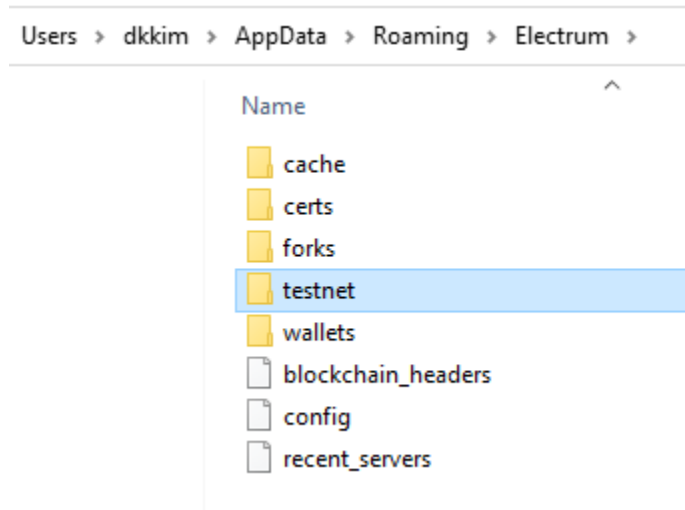 Users > dkkim > AppData > Roaming > Electrum >
Name
cache
certs
forks
testnet
wallets
blockchain_headers
config
recent_servers